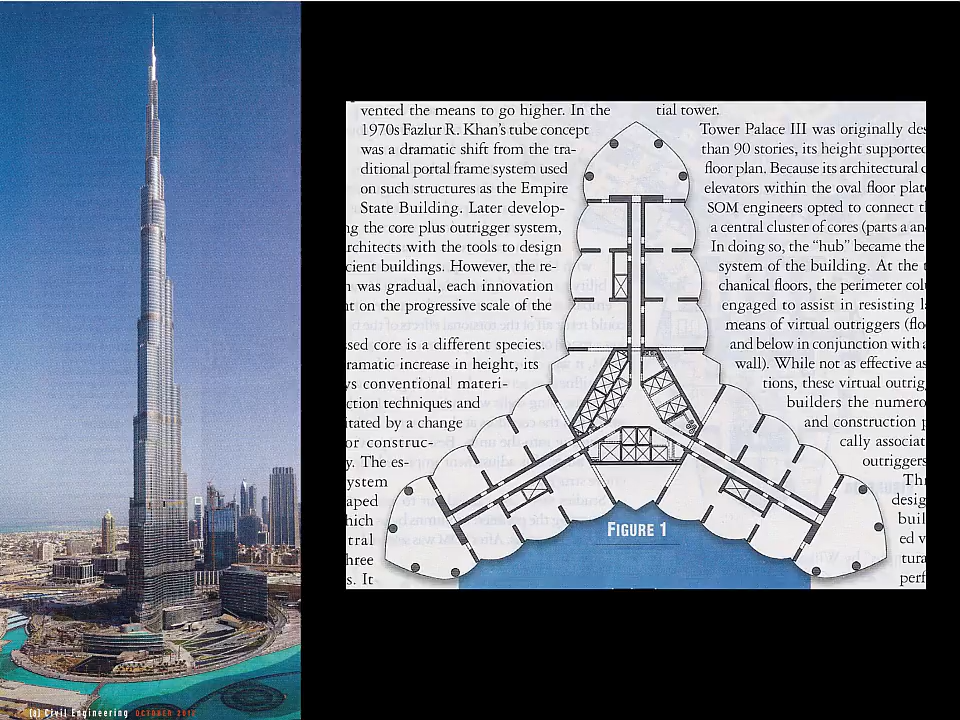 vented the means to go higher. In the
1970s Fazlur R. Khan's tube concept
was a dramatic shift from the tra-
ditional portal frame system used
on such structures as the Empire
State Building. Later develop-
ng the core plus outrigger system,
rchitects with the tools to design
cient buildings. However, the re-
n was gradual, each innovation
nt on the progressive scale of the
ssed core is a different species.
ramatic increase in height, its
ys conventional materi-
ction techniques and
itated by a change
or construc-
y. The es-
ystem
aped
hich
tral
hree
s. It
tial tower.
Tower Palace III was originally des
than 90 stories, its height supported
floor plan. Because its architectural
elevators within the oval floor plat
SOM engineers opted to connect t
a central cluster of cores (parts a an
In doing so, the "hub" became the
system of the building. At the
chanical floors, the perimeter col
engaged to assist in resisting l
means of virtual outriggers (flo
and below in conjunction with
wall). While not as effective as
tions, these virtual outrig
builders the numero
and construction
cally associat
outriggers
Th
desig
buil
ed v
tura
perf
FIGURE 1
(a) Civil Engineering OCTOBER